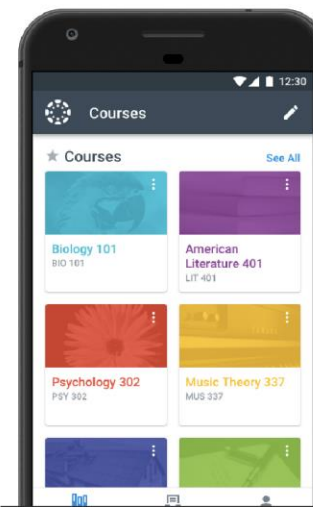 12:30
Courses
Courses
See All
Biology 101
BIO 101
American
Literature 401
LIT 401
Psychology 302
PSY 302
Music Theory 337
MUS 337